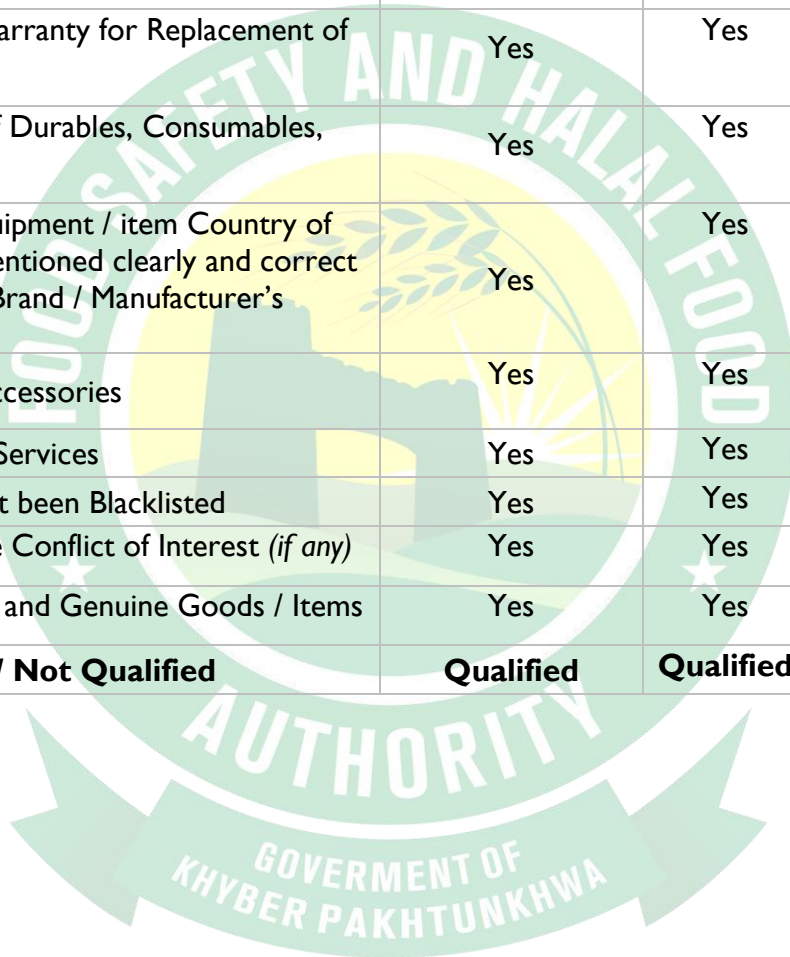 arranty for Replacement of Yes Yes
Durables, Consumables, Yes Yes
uipment / item Country of Yes
entioned clearly and correct Yes
Brand / Manufacturer's
ccessories Yes Yes
Services Yes Yes
t been Blacklisted Yes Yes
e Conflict of Interest (if any) Yes Yes
and Genuine Goods / Items Yes Yes
/ Not Qualified Qualified Qualified
FOOD SAFETY AND HALAL FOOD
AUTHORITY
GOVERMENT OF
KHYBER PAKHTUNKHWA